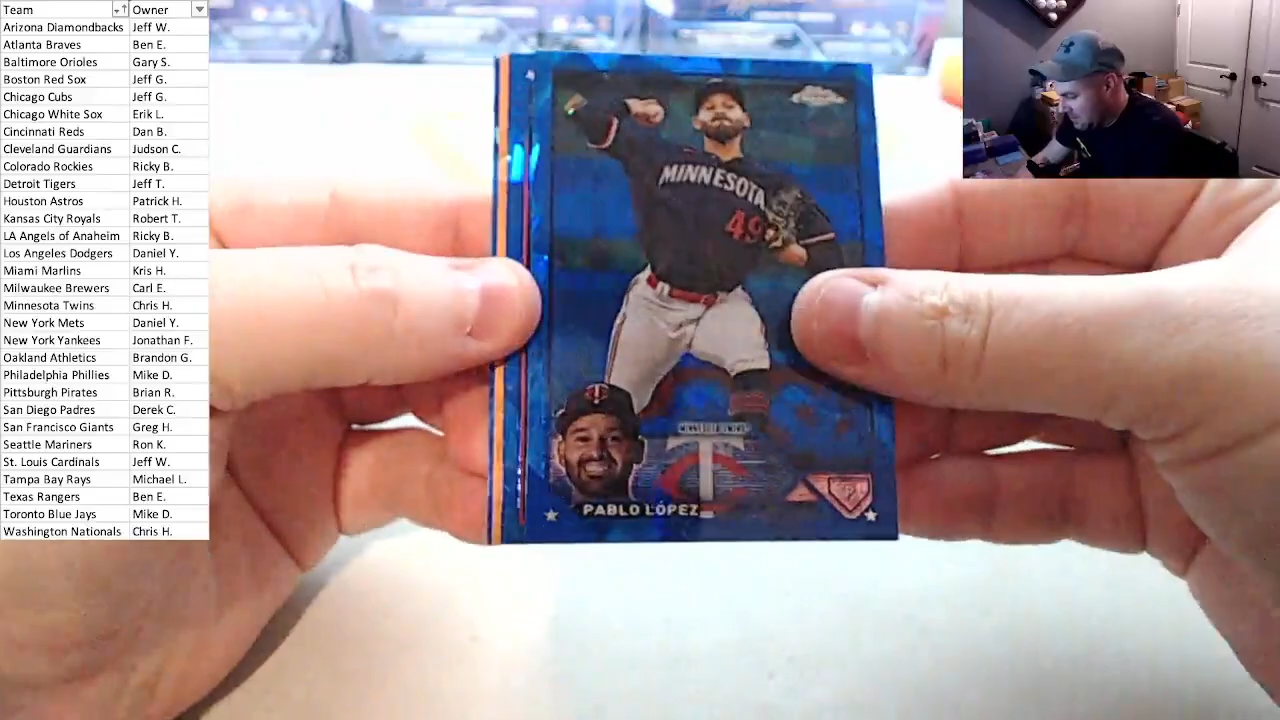 Team Owner
Arizona Diamondbacks Jeff W.
Atlanta Braves Ben E.
Baltimore Orioles Gary S.
Boston Red Sox Jeff G.
Chicago Cubs Jeff G.
Chicago White Sox Erik L.
Cincinnati Reds Dan B.
Cleveland Guardians Judson C.
Colorado Rockies Ricky B.
Detroit Tigers Jeff T.
Houston Astros Patrick H.
Kansas City Royals Robert T.
LA Angels of Anaheim Ricky B.
Los Angeles Dodgers Daniel Y.
Miami Marlins Kris H.
Milwaukee Brewers Carl E.
Minnesota Twins Chris H.
New York Mets Daniel Y.
New York Yankees Jonathan F.
Oakland Athletics Brandon G.
Philadelphia Phillies Mike D.
Pittsburgh Pirates Brian R.
San Diego Padres Derek C.
San Francisco Giants Greg H.
Seattle Mariners Ron K.
St. Louis Cardinals Jeff W.
Tampa Bay Rays Michael L.
Texas Rangers Ben E.
Toronto Blue Jays Mike D.
Washington Nationals Chris H.
MINNESOTA
49
MINNESOTA TWINS
PABLO LÓPEZ